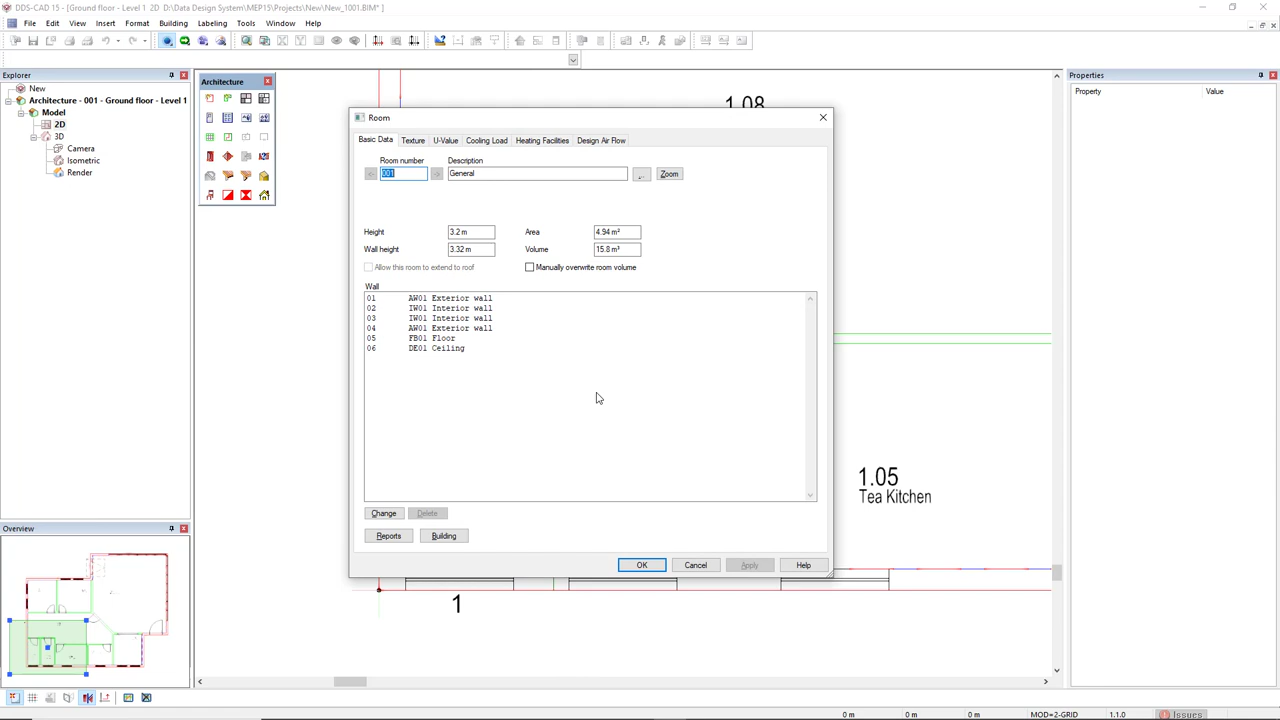 DDS-CAD 15 - [Ground floor - Level 1 2D D:\Data Design System\MEP15\Projects\New\New_1001.BIM* ]
File Edit View Insert Format Building Labeling Tools Window Help
Explorer
New
Architecture - 001 - Ground floor - Level 1
Model
2D
3D
Camera
Isometric
Render
Architecture
1.08
Properties
Property Value
Room
Basic Data Texture U-Value Cooling Load Heating Facilities Design Air Flow
Room number Description
<- 001 -> General ... Zoom
Height 3.2 m Area 4.94 m²
Wall height 3.32 m Volume 15.8 m³
Allow this room to extend to roof Manually overwrite room volume
Wall
01 AW01 Exterior wall
02 IW01 Interior wall
03 IW01 Interior wall
04 AW01 Exterior wall
05 FB01 Floor
06 DE01 Ceiling
Change Delete
Reports Building
OK Cancel Apply Help
1.05
Tea Kitchen
1
Overview
0 m 0 m 0 m MOD=2-GRID 1.1.0 Issues